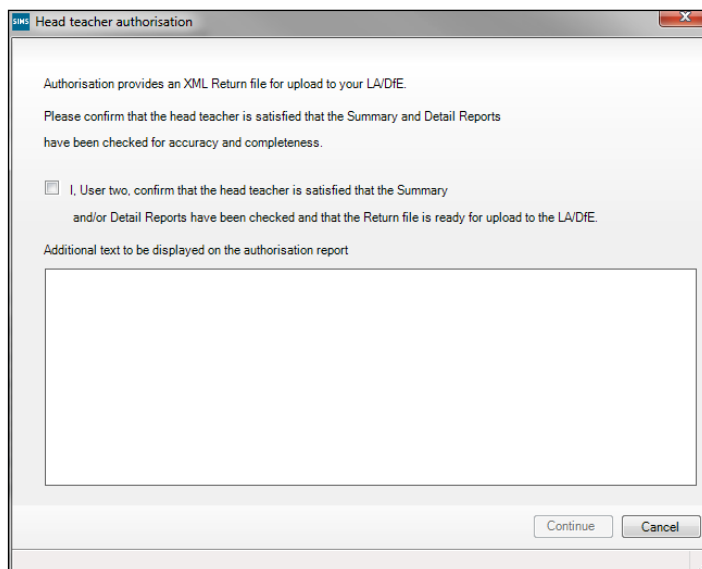 SIMS Head teacher authorisation
Authorisation provides an XML Return file for upload to your LA/DfE.
Please confirm that the head teacher is satisfied that the Summary and Detail Reports
have been checked for accuracy and completeness.
I, User two, confirm that the head teacher is satisfied that the Summary
and/or Detail Reports have been checked and that the Return file is ready for upload to the LA/DfE.
Additional text to be displayed on the authorisation report
Continue Cancel